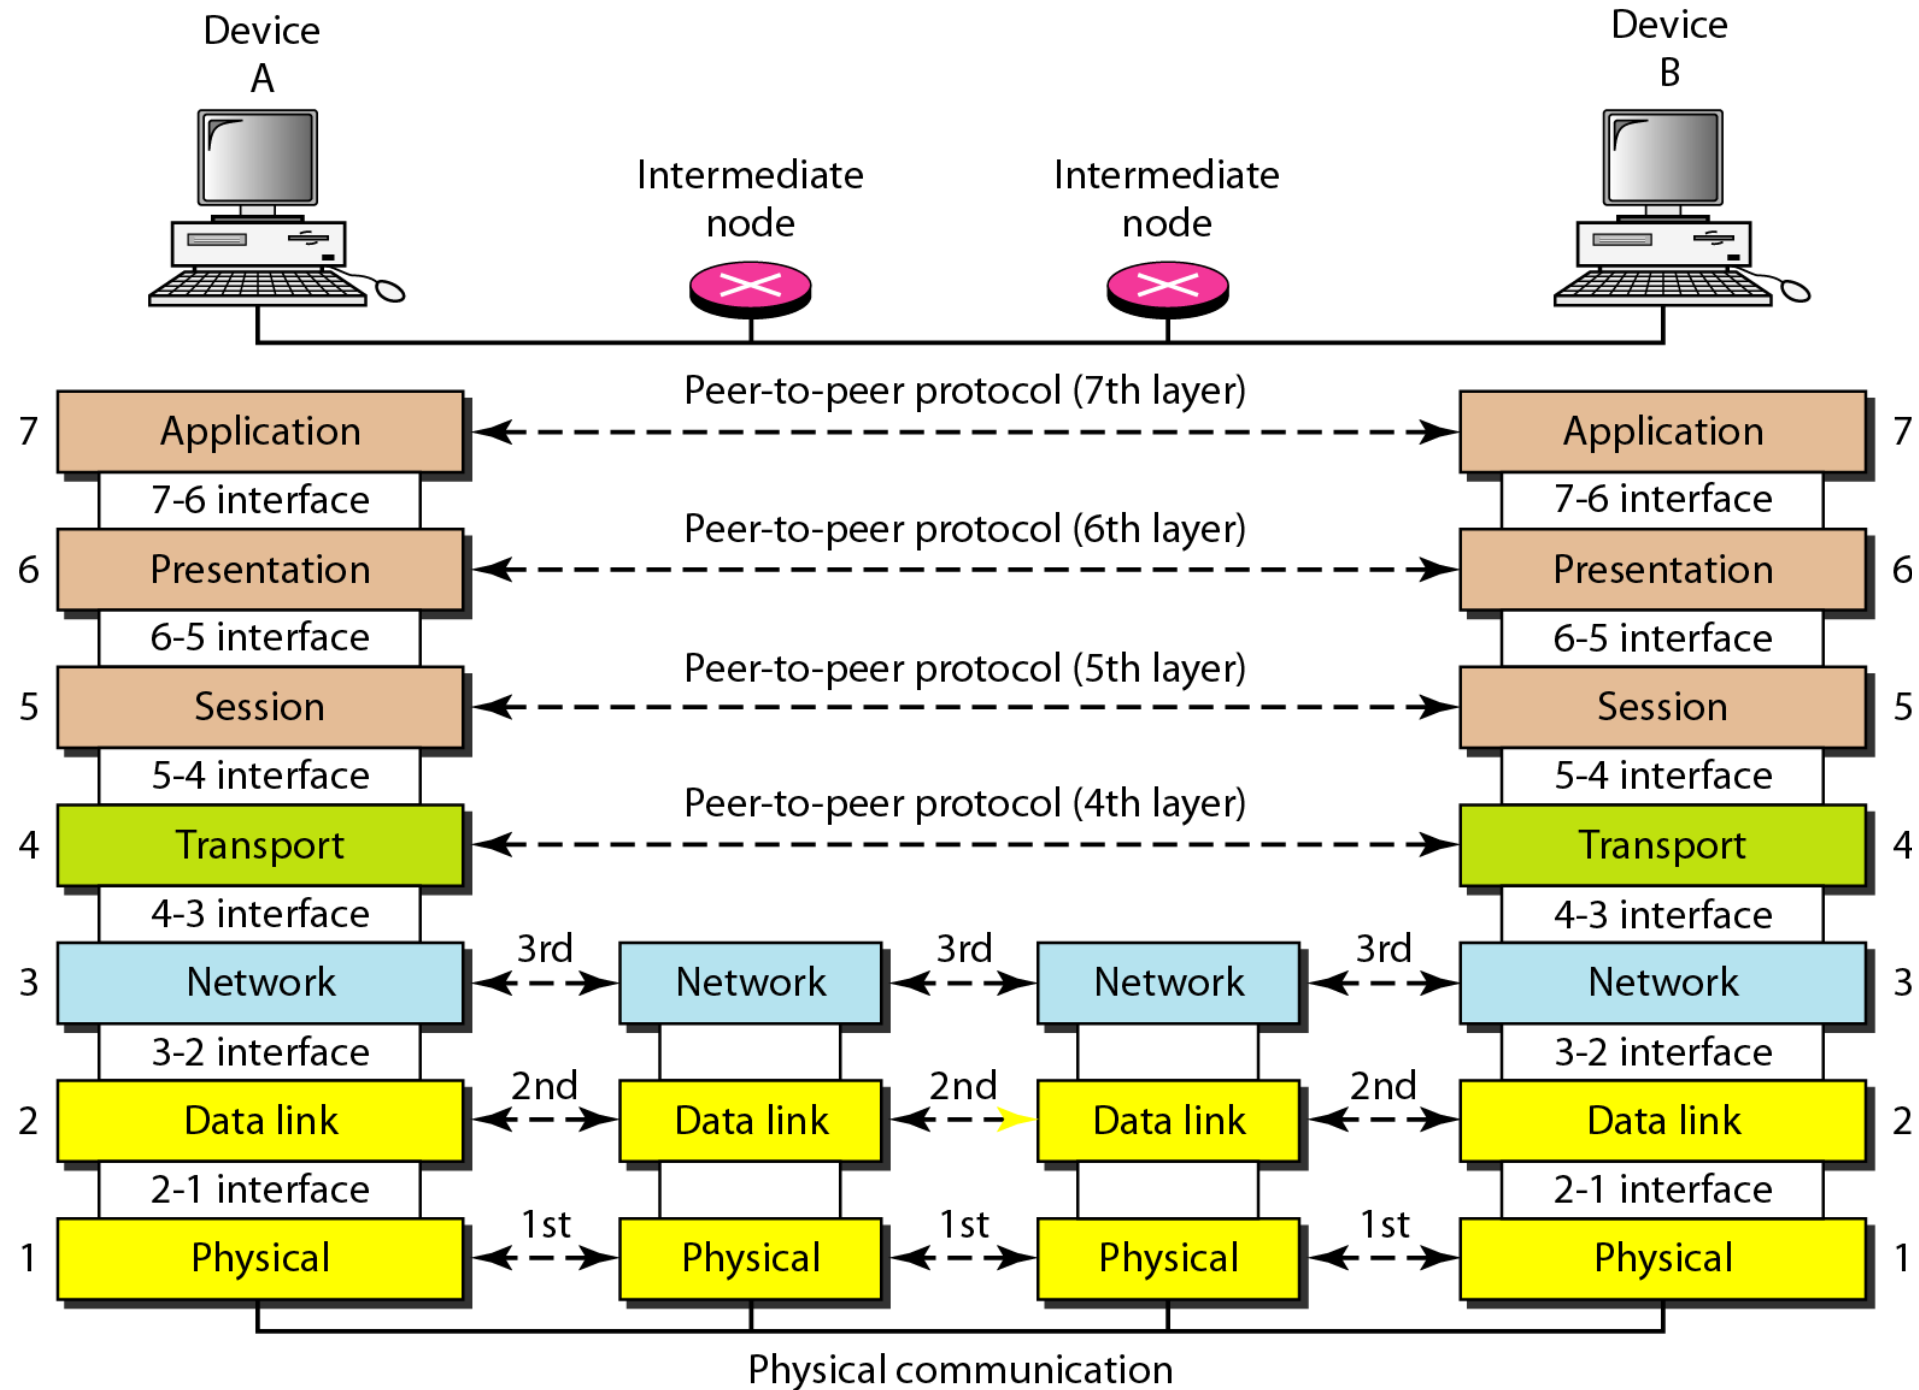 Device
A
Device
B
Intermediate
node
Intermediate
node
Peer-to-peer protocol (7th layer)
7 Application Application 7
7-6 interface 7-6 interface
Peer-to-peer protocol (6th layer)
6 Presentation Presentation 6
6-5 interface 6-5 interface
Peer-to-peer protocol (5th layer)
5 Session Session 5
5-4 interface 5-4 interface
Peer-to-peer protocol (4th layer)
4 Transport Transport 4
4-3 interface 4-3 interface
3rd 3rd 3rd
3 Network Network Network Network 3
3-2 interface 3-2 interface
2nd 2nd 2nd
2 Data link Data link Data link Data link 2
2-1 interface 2-1 interface
1st 1st 1st
1 Physical Physical Physical Physical 1
Physical communication